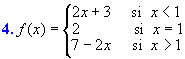 2x + 3 si x < 1
4. f(x) = { 2 si x = 1
7 − 2x si x > 1